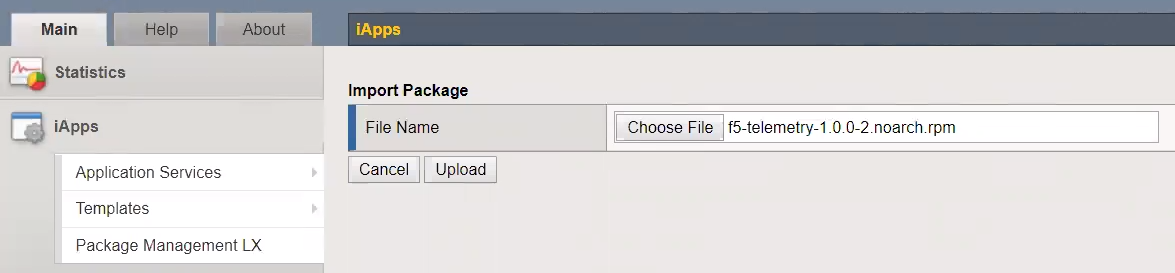 Main Help About iApps
Statistics
Import Package
iApps
File Name Choose File f5-telemetry-1.0.0-2.noarch.rpm
Cancel Upload
Application Services
Templates
Package Management LX